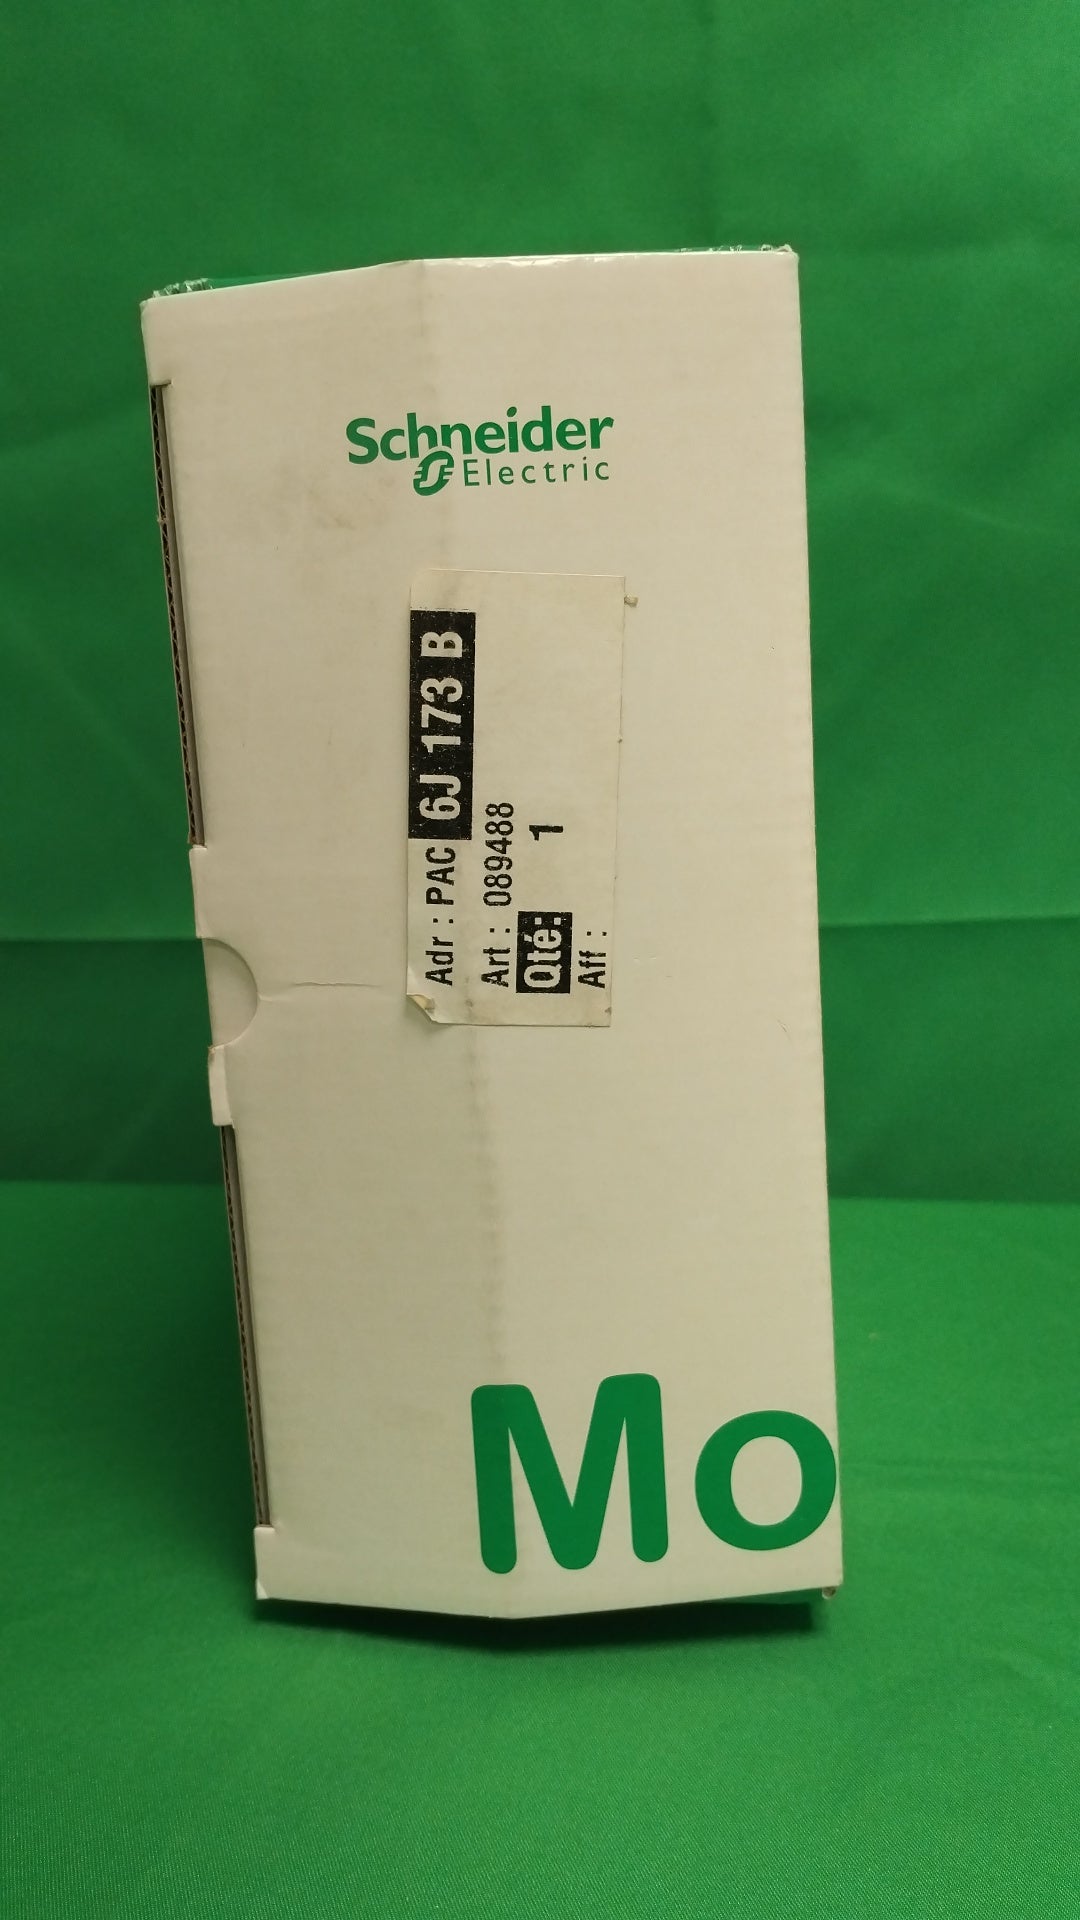 Schneider
Electric
Adr : PAC 6J 173 B
Art : 089488
Qté: 1
Aff :
Mo